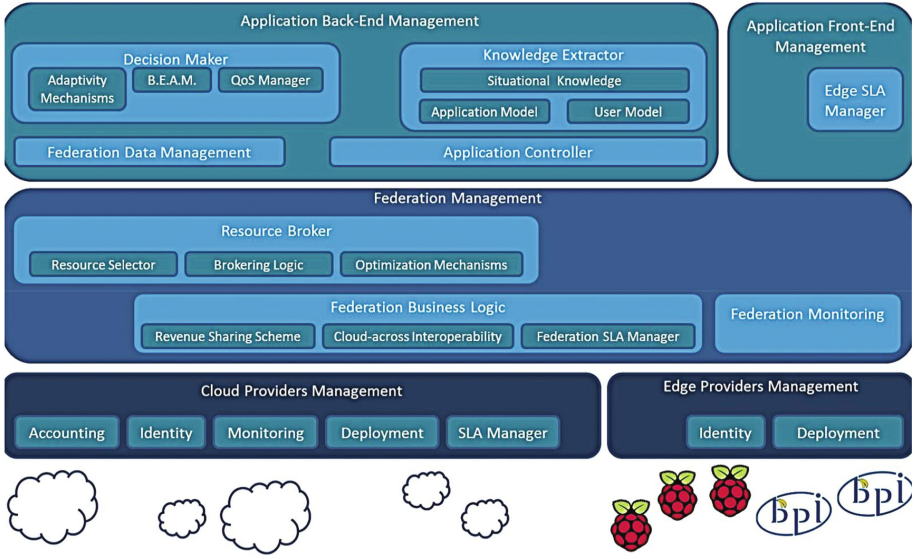 Application Back-End Management
Decision Maker
Adaptivity
Mechanisms
B.E.A.M.
QoS Manager
Knowledge Extractor
Situational Knowledge
Application Model
User Model
Federation Data Management
Application Controller
Application Front-End
Management
Edge SLA
Manager
Federation Management
Resource Broker
Resource Selector
Brokering Logic
Optimization Mechanisms
Federation Business Logic
Revenue Sharing Scheme
Cloud-across Interoperability
Federation SLA Manager
Federation Monitoring
Cloud Providers Management
Accounting
Identity
Monitoring
Deployment
SLA Manager
Edge Providers Management
Identity
Deployment
bpi
bpi